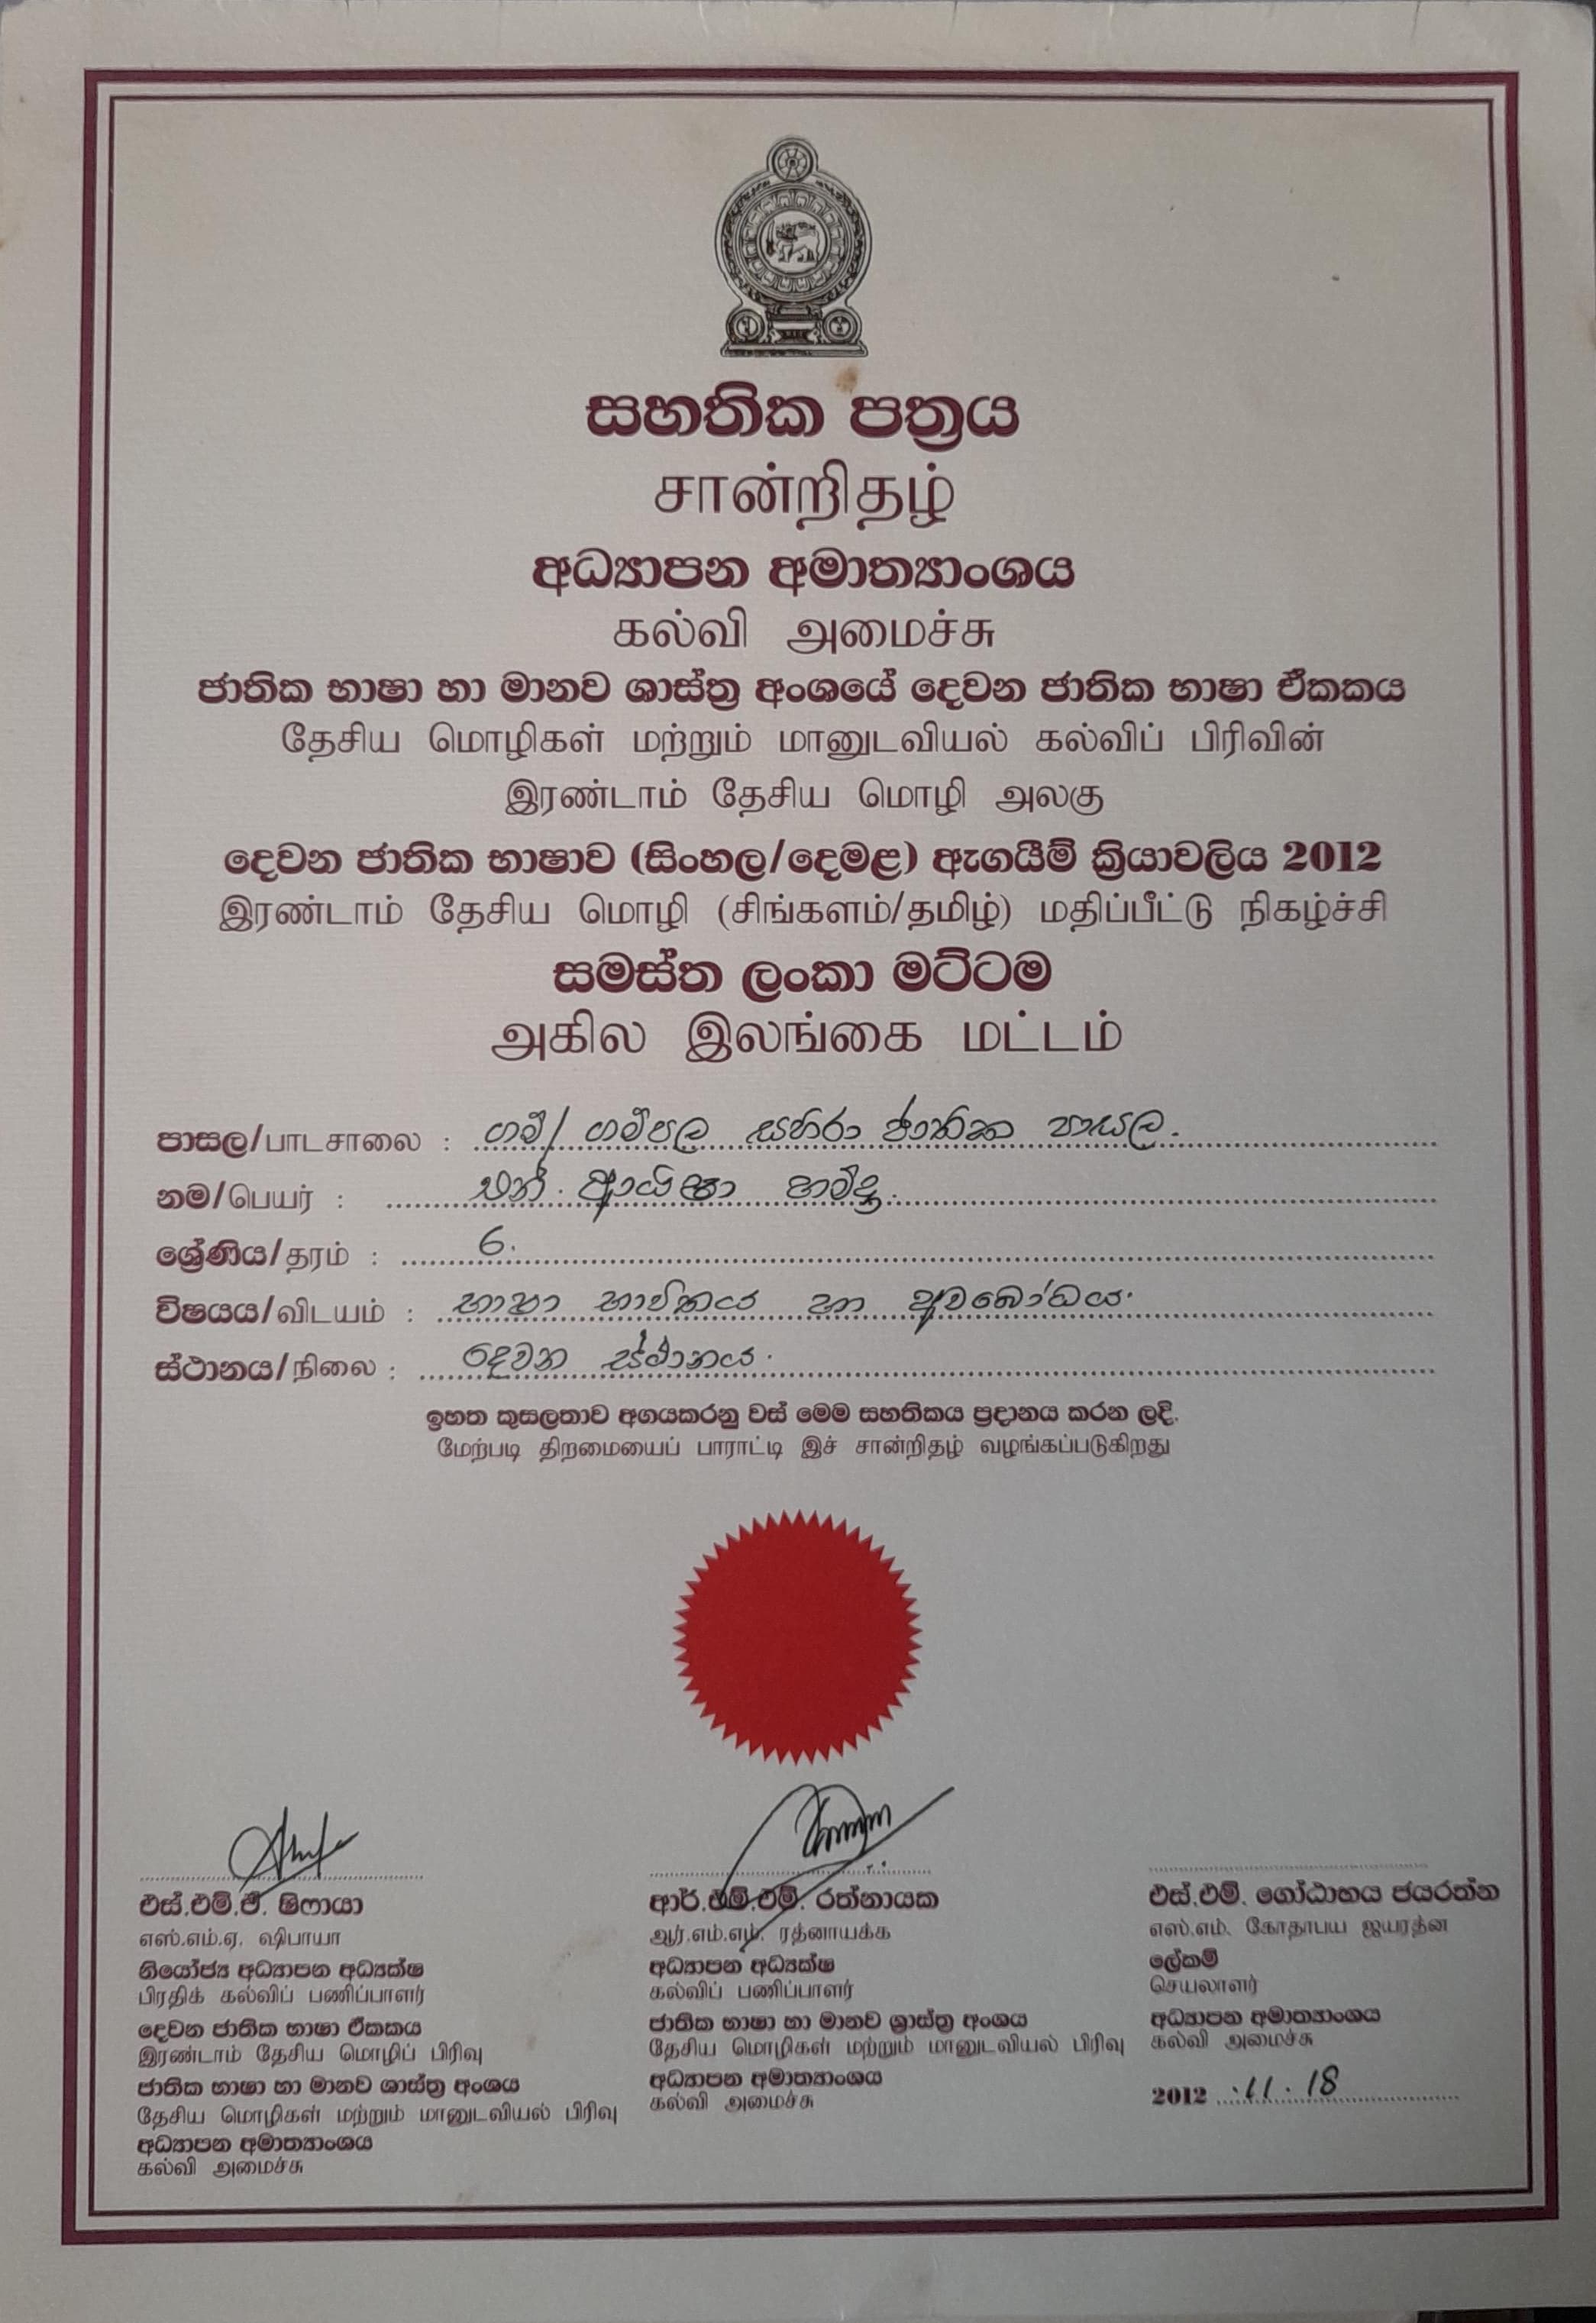 සහතික පත්‍රය
சான்றிதழ்
අධ්‍යාපන අමාත්‍යාංශය
கல்வி அமைச்சு
ජාතික භාෂා හා මානව ශාස්ත්‍ර අංශයේ දෙවන ජාතික භාෂා ඒකකය
தேசிய மொழிகள் மற்றும் மானுடவியல் கல்விப் பிரிவின்
இரண்டாம் தேசிய மொழி அலகு
දෙවන ජාතික භාෂාව (සිංහල/දෙමළ) ඇගයීම් ක්‍රියාවලිය 2012
இரண்டாம் தேசிய மொழி (சிங்களம்/தமிழ்) மதிப்பீட்டு நிகழ்ச்சி
සමස්ත ලංකා මට්ටම
அகில இலங்கை மட்டம்
පාසල/பாடசாலை : ගම්/ ගම්පල සහිරා ජාතික පාසල.
නම/பெயர் : එන්. ආයිෂා හම්දා.
ශ්‍රේණිය/தரம் : 6.
විෂයය/விடயம் : භාෂා භාවිතය හා අවබෝධය.
ස්ථානය/நிலை : දෙවන ස්ථානය.
ඉහත කුසලතාව අගයකරනු වස් මෙම සහතිකය ප්‍රදානය කරන ලදි.
மேற்படி திறமையைப் பாராட்டி இச் சான்றிதழ் வழங்கப்படுகிறது
එස්.එම්.ඒ. ෂිෆායා
எஸ்.எம்.ஏ. ஷிபாயா
නියෝජ්‍ය අධ්‍යාපන අධ්‍යක්ෂ
பிரதிக் கல்விப் பணிப்பாளர்
දෙවන ජාතික භාෂා ඒකකය
இரண்டாம் தேசிய மொழிப் பிரிவு
ජාතික භාෂා හා මානව ශාස්ත්‍ර අංශය
தேசிய மொழிகள் மற்றும் மானுடவியல் பிரிவு
අධ්‍යාපන අමාත්‍යාංශය
கல்வி அமைச்சு
ආර්.එම්.එම්. රත්නායක
ஆர்.எம்.எம். ரத்னாயக்க
අධ්‍යාපන අධ්‍යක්ෂ
கல்விப் பணிப்பாளர்
ජාතික භාෂා හා මානව ශාස්ත්‍ර අංශය
தேசிய மொழிகள் மற்றும் மானுடவியல் பிரிவு
අධ්‍යාපන අමාත්‍යාංශය
கல்வி அமைச்சு
එස්.එම්. ගෝඨාභය ජයරත්න
எஸ்.எம். கோதாபய ஜயரத்ன
ලේකම්
செயலாளர்
අධ්‍යාපන අමාත්‍යාංශය
கல்வி அமைச்சு
2012 .11.18